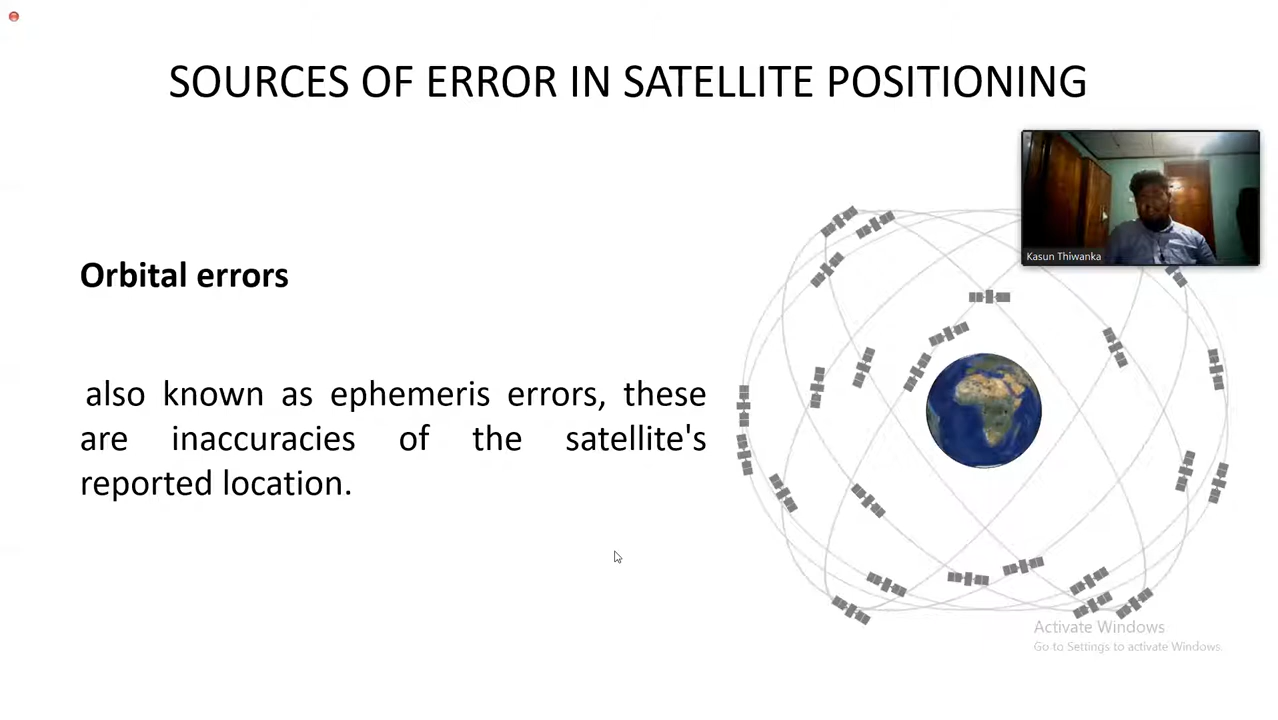 SOURCES OF ERROR IN SATELLITE POSITIONING
Kasun Thiwanka
Orbital errors
also known as ephemeris errors, these
are inaccuracies of the satellite's
reported location.
Activate Windows
Go to Settings to activate Windows.